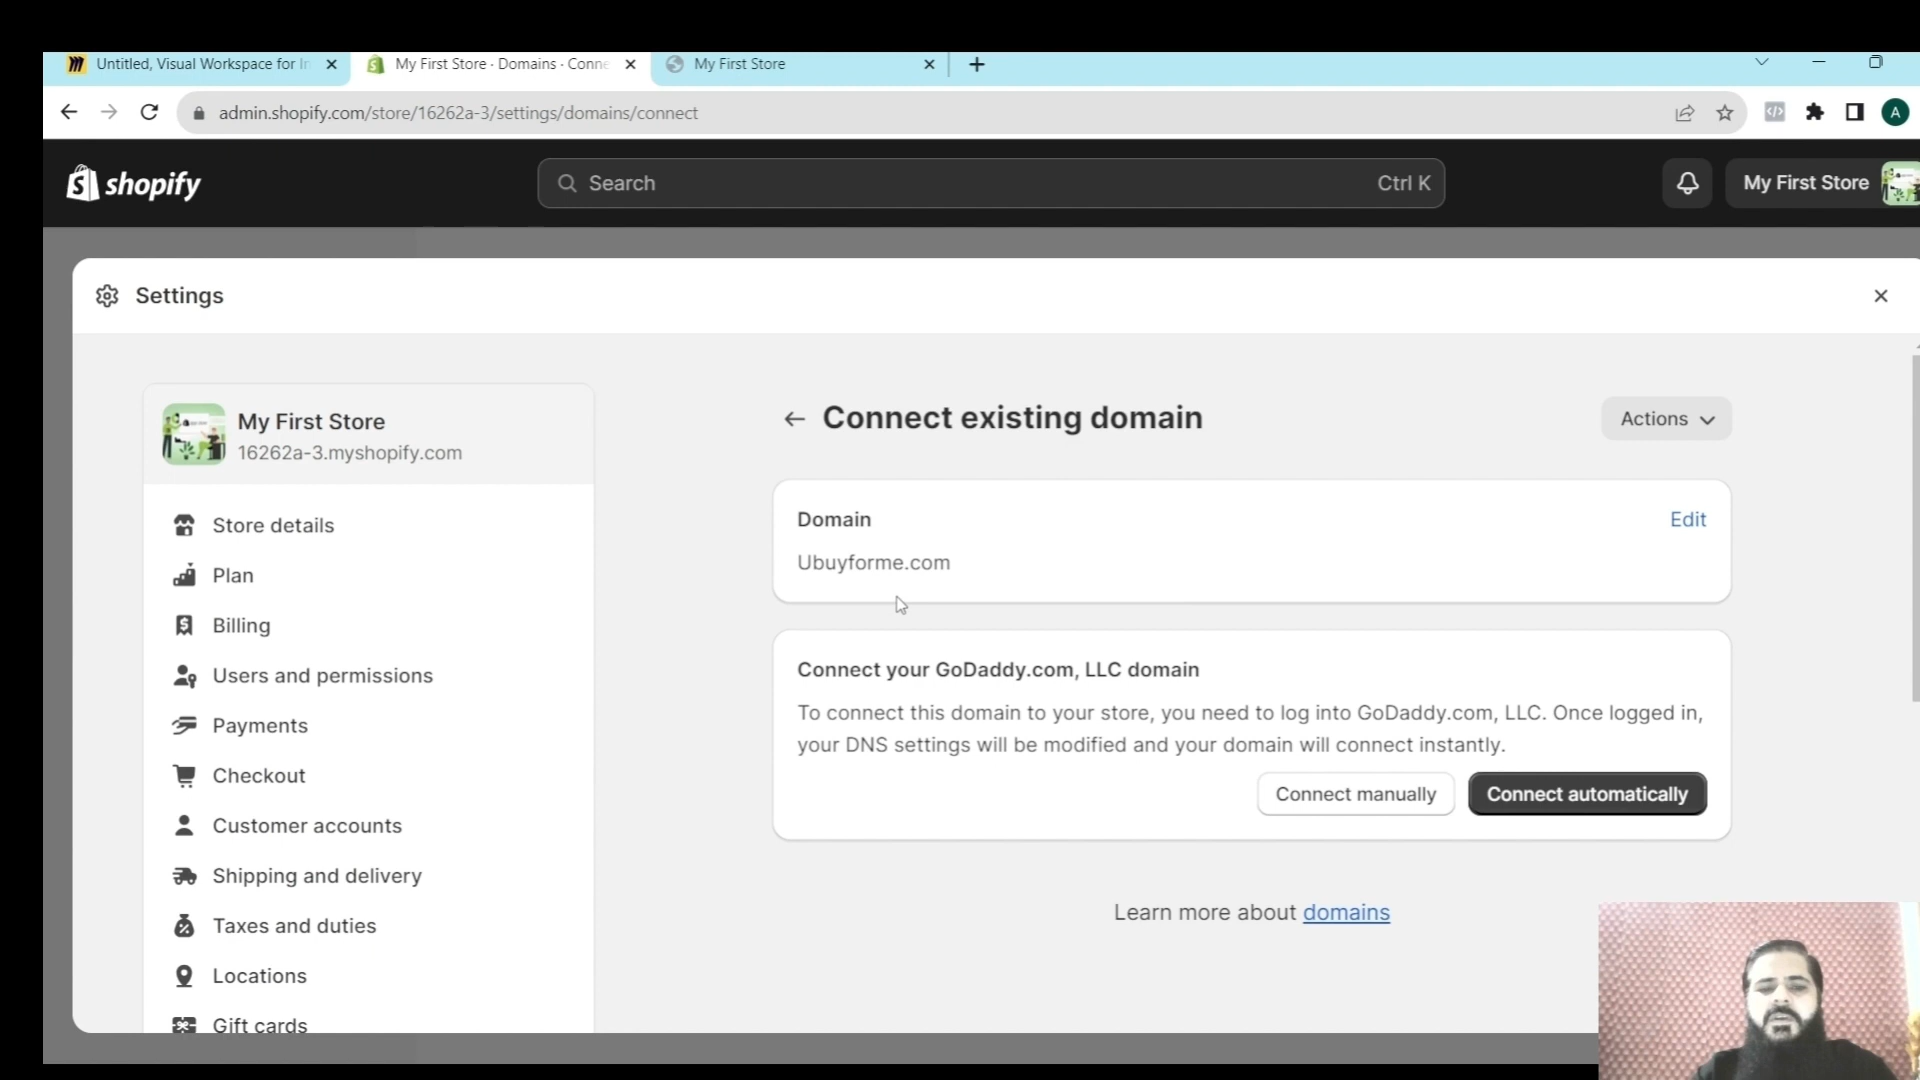 Untitled, Visual Workspace for In
My First Store · Domains · Conne
My First Store
admin.shopify.com/store/16262a-3/settings/domains/connect
A
shopify
Search
Ctrl K
My First Store
Settings
My First Store
16262a-3.myshopify.com
Store details
Plan
Billing
Users and permissions
Payments
Checkout
Customer accounts
Shipping and delivery
Taxes and duties
Locations
Gift cards
Connect existing domain
Actions
Domain
Edit
Ubuyforme.com
Connect your GoDaddy.com, LLC domain
To connect this domain to your store, you need to log into GoDaddy.com, LLC. Once logged in,
your DNS settings will be modified and your domain will connect instantly.
Connect manually
Connect automatically
Learn more about domains